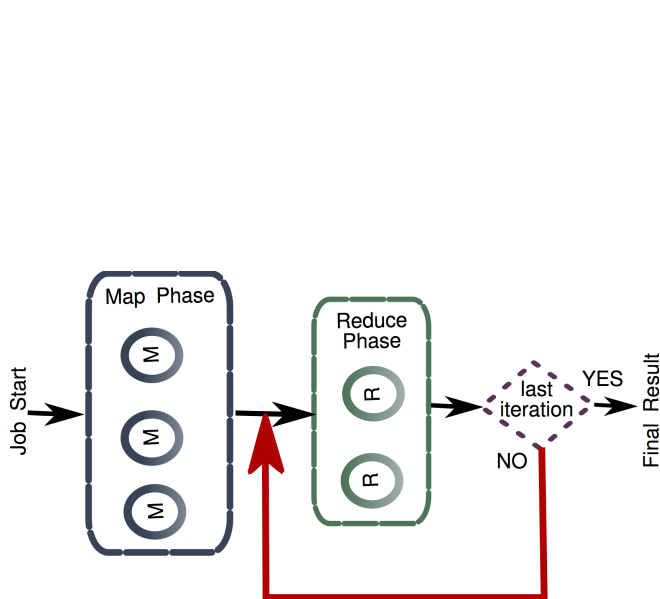 Job Start
Map Phase
M
M
M
Reduce
Phase
R
R
last
iteration
YES
NO
Final Result